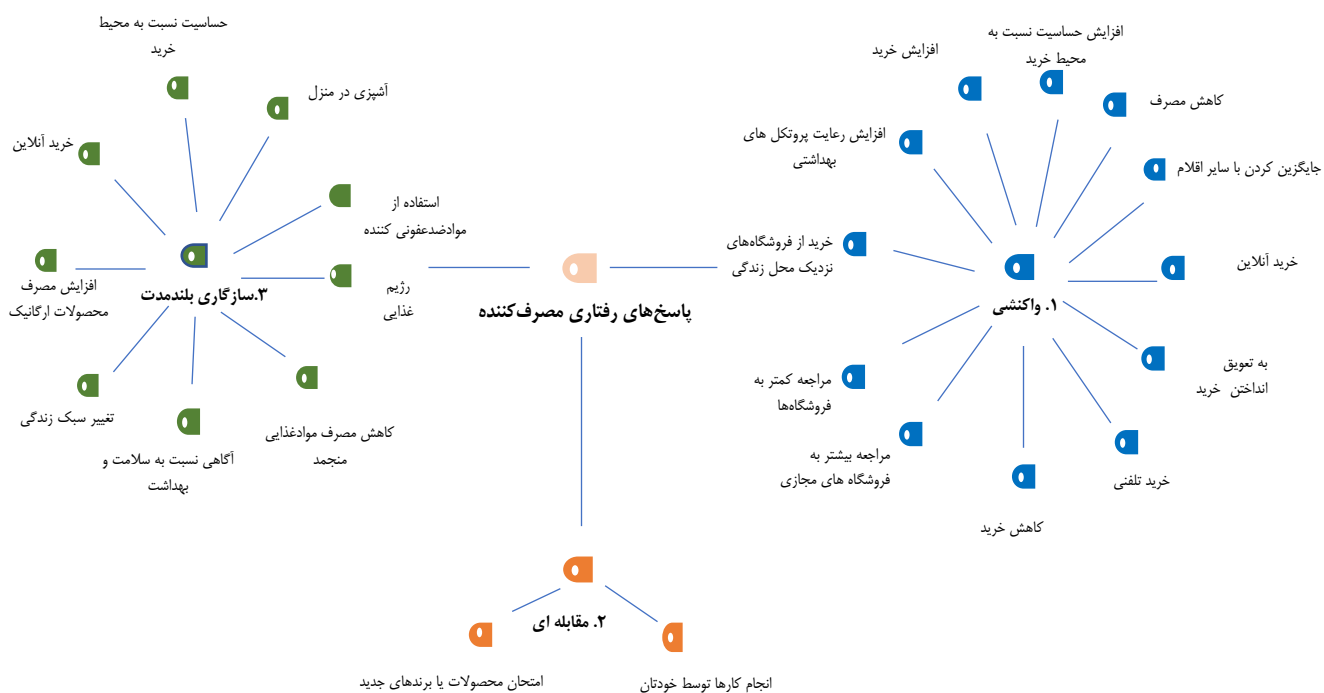 پاسخ‌های رفتاری مصرف‌کننده
۱. واکنشی
افزایش حساسیت نسبت به
محیط خرید
افزایش خرید
کاهش مصرف
افزایش رعایت پروتکل های
بهداشتی
جایگزین کردن با سایر اقلام
خرید از فروشگاه‌های
نزدیک محل زندگی
خرید آنلاین
به تعویق
انداختن خرید
مراجعه کمتر به
فروشگاه‌ها
مراجعه بیشتر به
فروشگاه های مجازی
خرید تلفنی
کاهش خرید
۲. مقابله ای
انجام کارها توسط خودتان
امتحان محصولات یا برندهای جدید
۳.سازگاری بلندمدت
حساسیت نسبت به محیط
خرید
آشپزی در منزل
خرید آنلاین
استفاده از
موادضدعفونی کننده
رژیم
غذایی
افزایش مصرف
محصولات ارگانیک
تغییر سبک زندگی
کاهش مصرف موادغذایی
منجمد
آگاهی نسبت به سلامت و
بهداشت